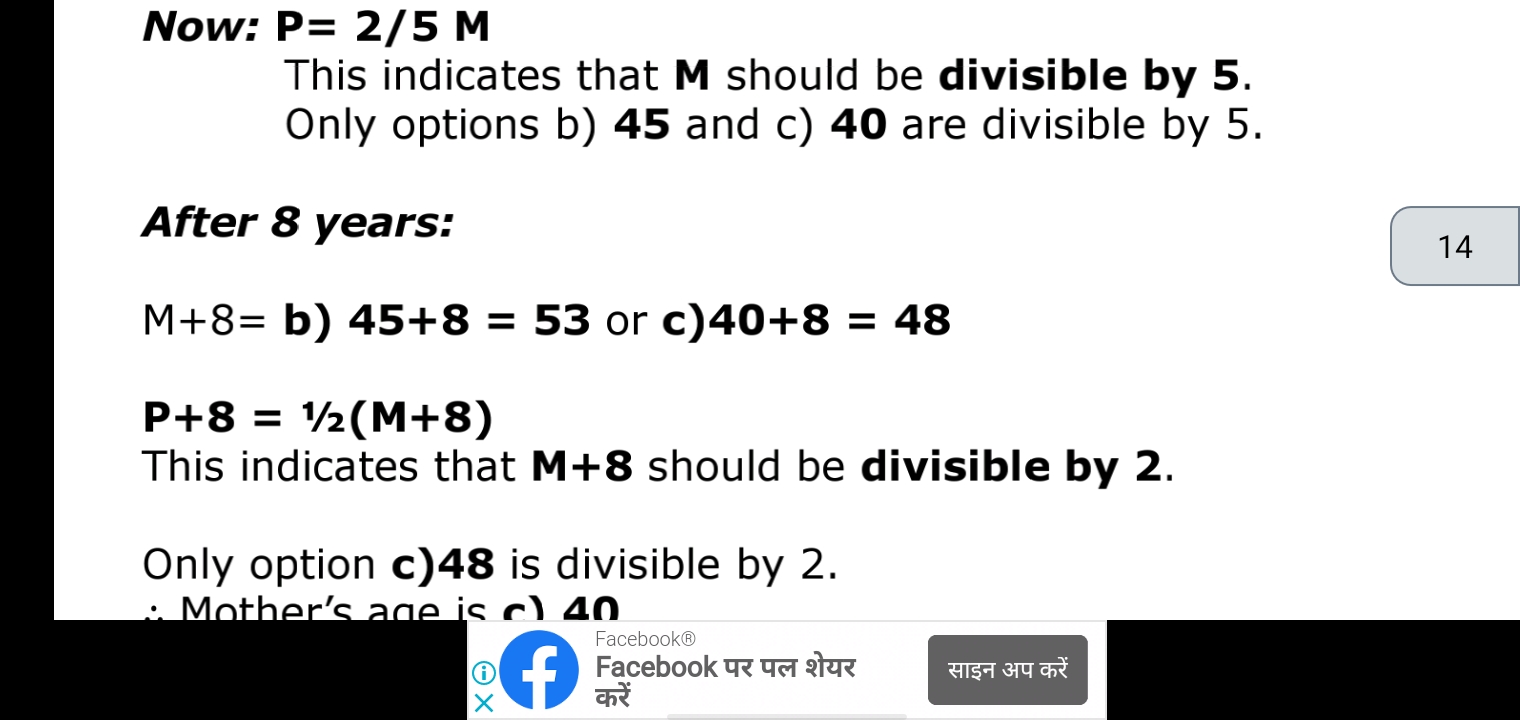 Now: P= 2/5 M
This indicates that M should be divisible by 5.
Only options b) 45 and c) 40 are divisible by 5.
After 8 years:
14
M+8= b) 45+8 = 53 or c)40+8 = 48
P+8 = ½(M+8)
This indicates that M+8 should be divisible by 2.
Only option c)48 is divisible by 2.
∴ Mother’s age is c) 40
Facebook®
Facebook पर पल शेयर
करें
साइन अप करें